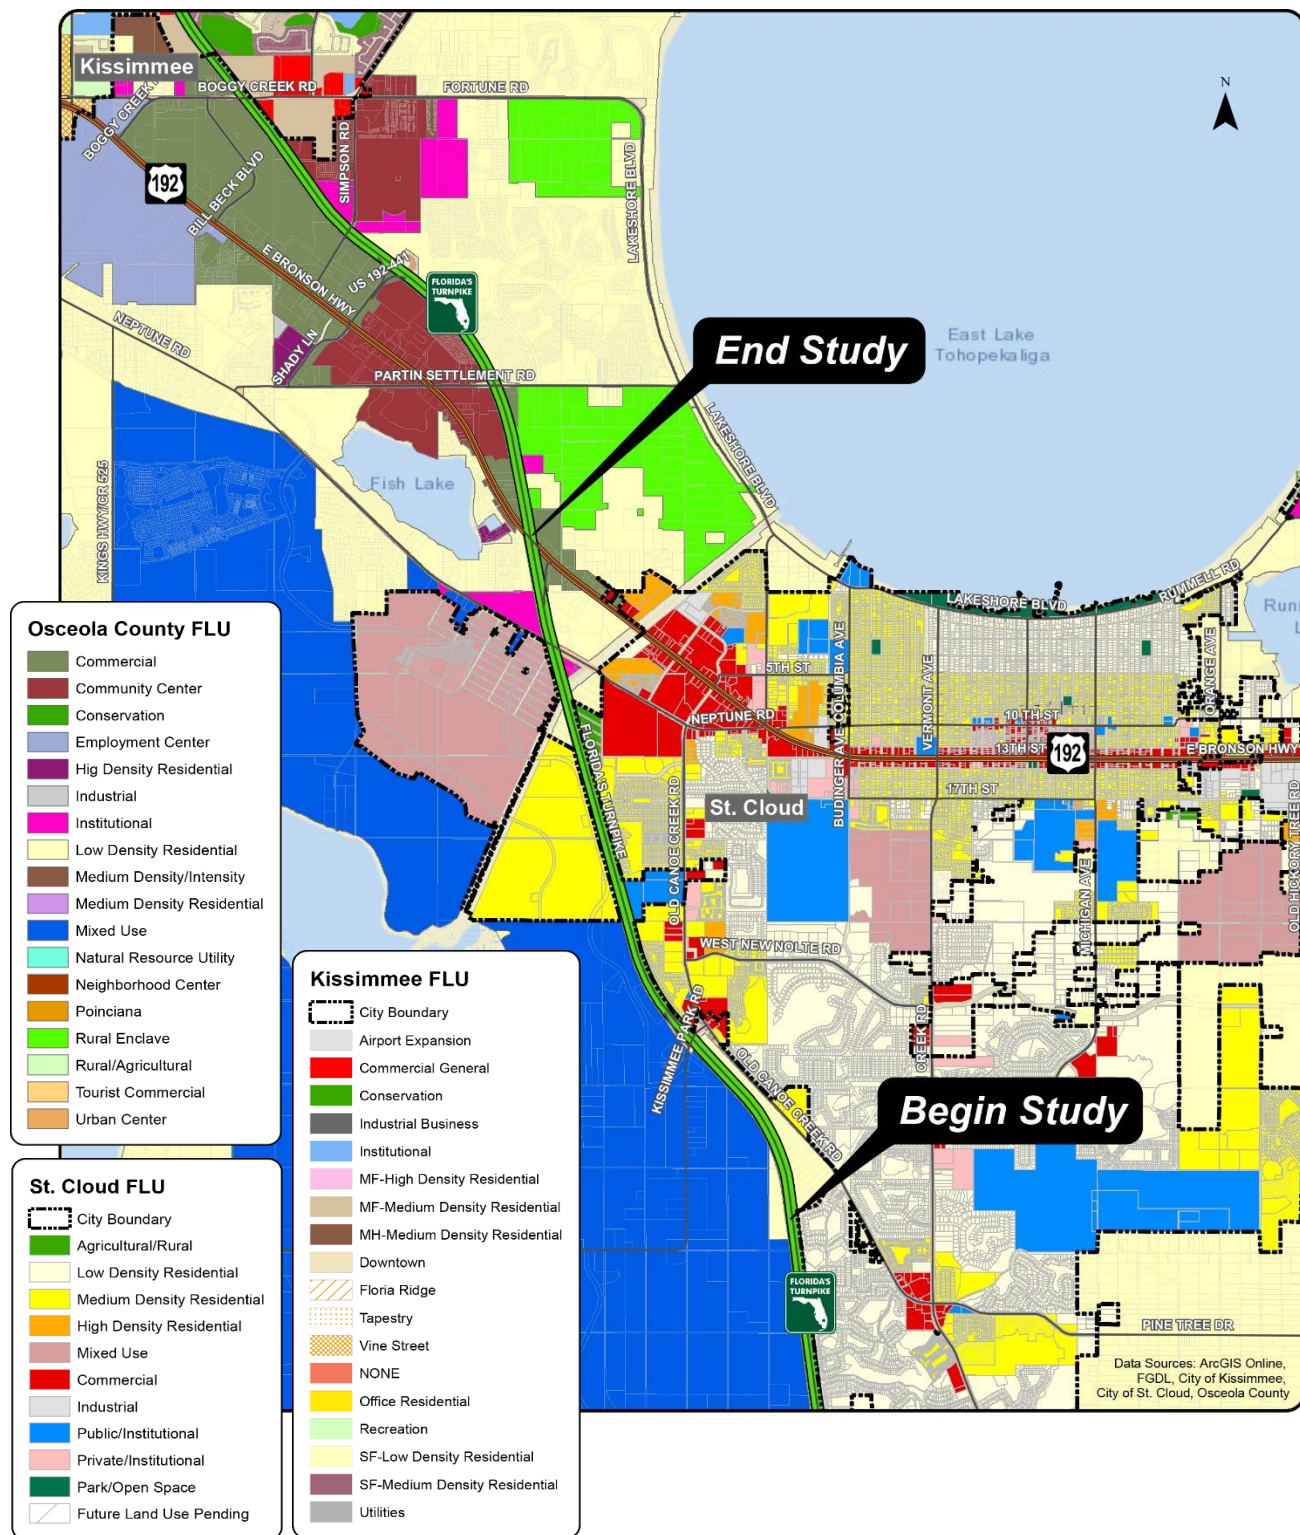 Kissimmee
BOGGY CREEK RD
FORTUNE RD
N
BOGGY CREEK
192
BILL BECK BLVD
SIMPSON RD
LAKESHORE BLVD
E BRONSON HWY
US 192 441
FLORIDA'S
TURNPIKE
NEPTUNE RD
SHADY LN
PARTIN SETTLEMENT RD
End Study
East Lake
Tohopekaliga
LAKESHORE BLVD
Fish Lake
KINGS HWY/CR 525
LAKESHORE BLVD
RUMMELL RD
5TH ST
BUDINGER AVE
COLUMBIA AVE
VERMONT AVE
ORANGE AVE
NEPTUNE RD
10 TH ST
13TH ST
192
E BRONSON HWY
17TH ST
FLORIDA'S TURNPIKE
OLD CANOE CREEK RD
St. Cloud
MICHIGAN AVE
OLD HICKORY TREE RD
WEST NEW NOLTE RD
KISSIMMEE PARK RD
OLD CANOE CREEK RD
CREEK RD
Begin Study
FLORIDA'S
TURNPIKE
PINE TREE DR
Data Sources: ArcGIS Online,
FGDL, City of Kissimmee,
City of St. Cloud, Osceola County
Osceola County FLU
Commercial
Community Center
Conservation
Employment Center
Hig Density Residential
Industrial
Institutional
Low Density Residential
Medium Density/Intensity
Medium Density Residential
Mixed Use
Natural Resource Utility
Neighborhood Center
Poinciana
Rural Enclave
Rural/Agricultural
Tourist Commercial
Urban Center
St. Cloud FLU
City Boundary
Agricultural/Rural
Low Density Residential
Medium Density Residential
High Density Residential
Mixed Use
Commercial
Industrial
Public/Institutional
Private/Institutional
Park/Open Space
Future Land Use Pending
Kissimmee FLU
City Boundary
Airport Expansion
Commercial General
Conservation
Industrial Business
Institutional
MF-High Density Residential
MF-Medium Density Residential
MH-Medium Density Residential
Downtown
Floria Ridge
Tapestry
Vine Street
NONE
Office Residential
Recreation
SF-Low Density Residential
SF-Medium Density Residential
Utilities